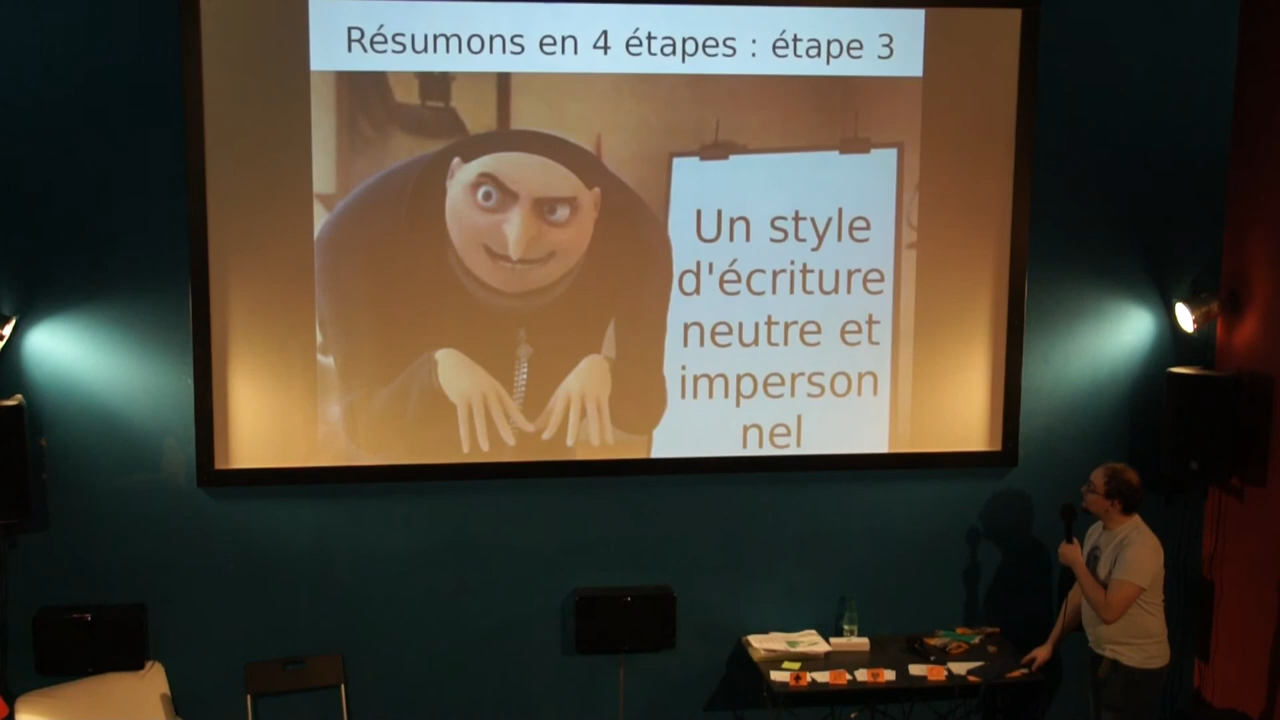 Résumons en 4 étapes : étape 3
Un style
d'écriture
neutre et
imperson
nel